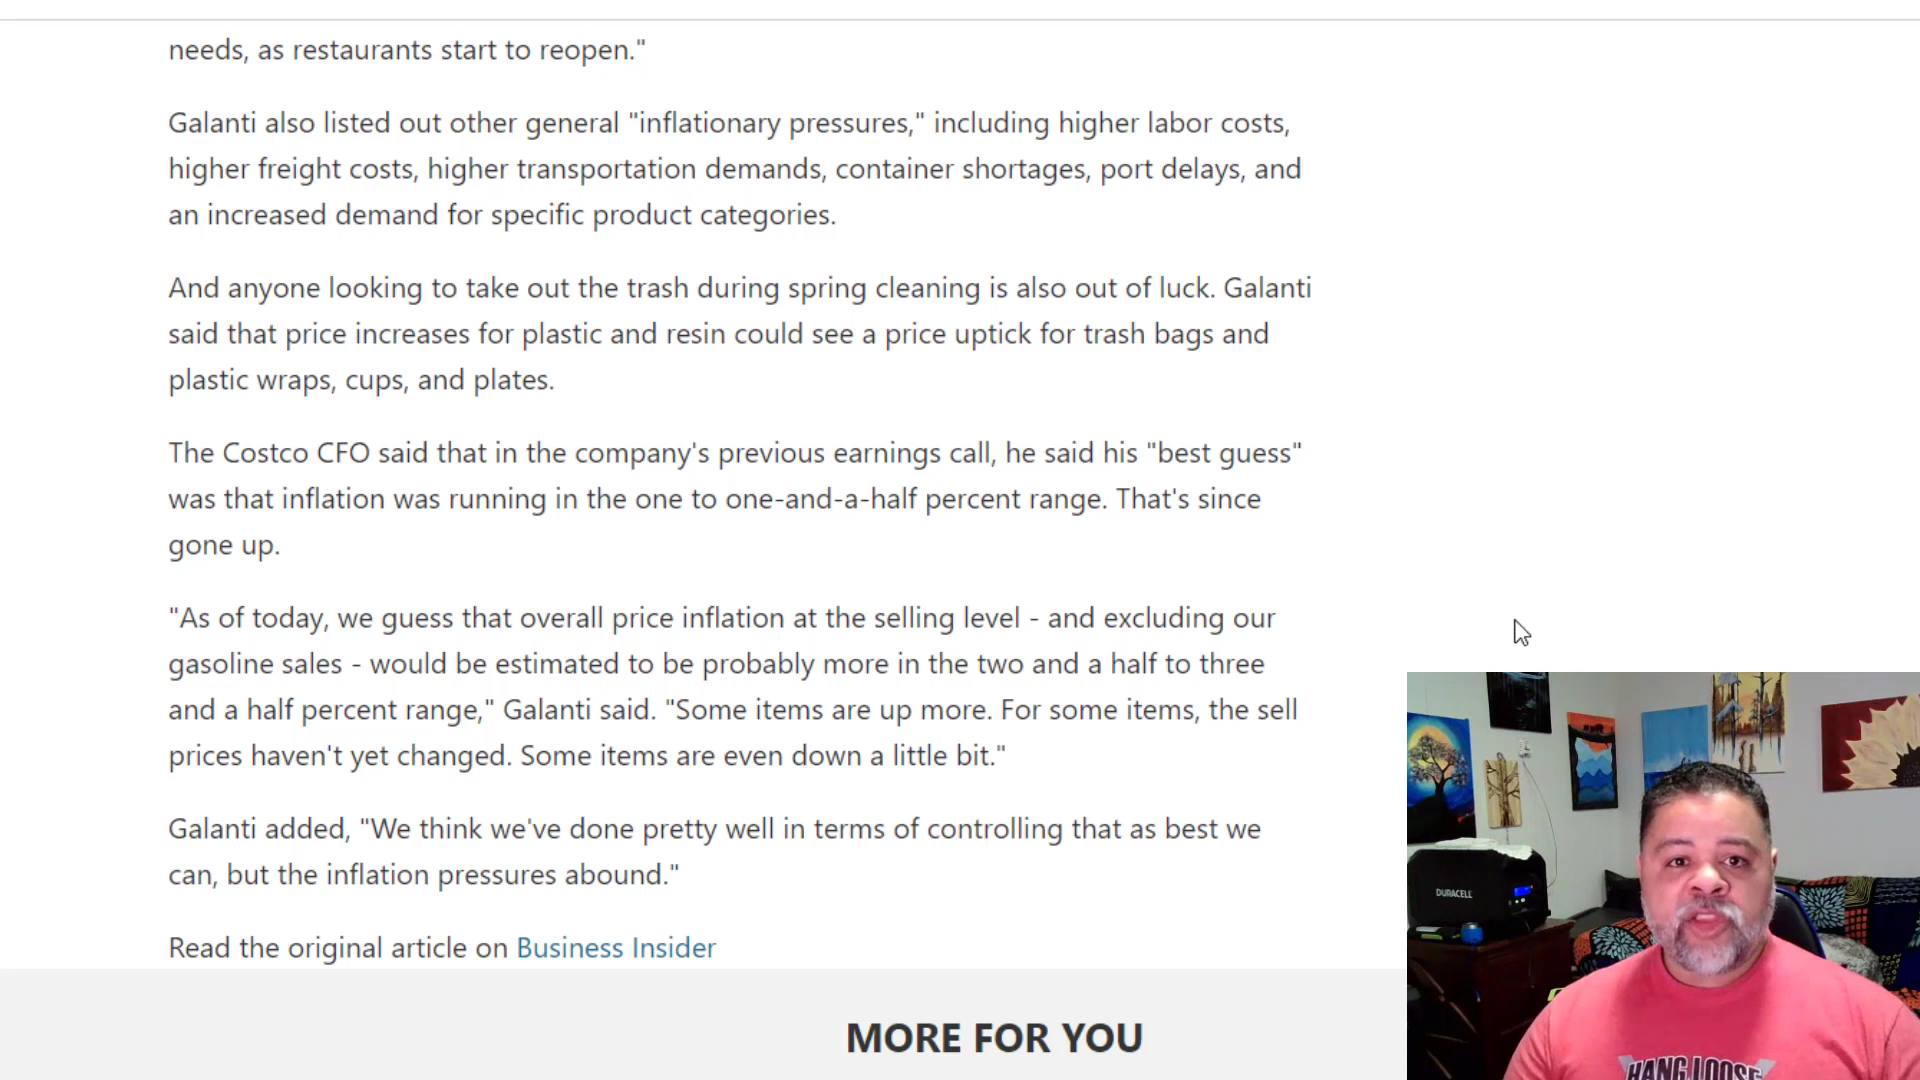 needs, as restaurants start to reopen."
Galanti also listed out other general "inflationary pressures," including higher labor costs,
higher freight costs, higher transportation demands, container shortages, port delays, and
an increased demand for specific product categories.
And anyone looking to take out the trash during spring cleaning is also out of luck. Galanti
said that price increases for plastic and resin could see a price uptick for trash bags and
plastic wraps, cups, and plates.
The Costco CFO said that in the company's previous earnings call, he said his "best guess"
was that inflation was running in the one to one-and-a-half percent range. That's since
gone up.
"As of today, we guess that overall price inflation at the selling level - and excluding our
gasoline sales - would be estimated to be probably more in the two and a half to three
and a half percent range," Galanti said. "Some items are up more. For some items, the sell
prices haven't yet changed. Some items are even down a little bit."
Galanti added, "We think we've done pretty well in terms of controlling that as best we
can, but the inflation pressures abound."
Read the original article on Business Insider
MORE FOR YOU
DURACELL
HANG LOOSE